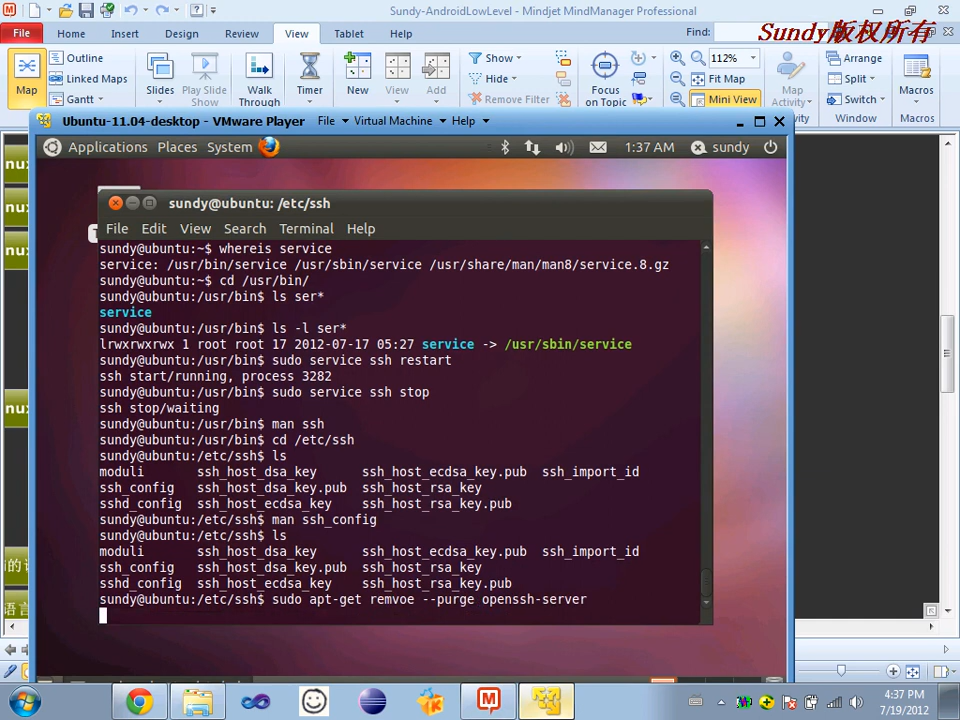 Sundy-AndroidLowLevel - Mindjet MindManager Professional
File Home Insert Design Review View Tablet Help Find:
Sundy版权所有
Map
Outline
Linked Maps
Gantt
Slides
Play Slide Show
Walk Through
Timer
New
View
Add
Show
Hide
Remove Filter
Focus on Topic
112%
Fit Map
Mini View
Map Activity
Arrange
Split
Switch
Window
Macros
Macros
Ubuntu-11.04-desktop - VMware Player File Virtual Machine Help
Applications Places System 1:37 AM sundy
sundy@ubuntu: /etc/ssh
File Edit View Search Terminal Help
sundy@ubuntu:~$ whereis service
service: /usr/bin/service /usr/sbin/service /usr/share/man/man8/service.8.gz
sundy@ubuntu:~$ cd /usr/bin/
sundy@ubuntu:/usr/bin$ ls ser*
service
sundy@ubuntu:/usr/bin$ ls -l ser*
lrwxrwxrwx 1 root root 17 2012-07-17 05:27 service -> /usr/sbin/service
sundy@ubuntu:/usr/bin$ sudo service ssh restart
ssh start/running, process 3282
sundy@ubuntu:/usr/bin$ sudo service ssh stop
ssh stop/waiting
sundy@ubuntu:/usr/bin$ man ssh
sundy@ubuntu:/usr/bin$ cd /etc/ssh
sundy@ubuntu:/etc/ssh$ ls
moduli ssh_host_dsa_key ssh_host_ecdsa_key.pub ssh_import_id
ssh_config ssh_host_dsa_key.pub ssh_host_rsa_key
sshd_config ssh_host_ecdsa_key ssh_host_rsa_key.pub
sundy@ubuntu:/etc/ssh$ man ssh_config
sundy@ubuntu:/etc/ssh$ ls
moduli ssh_host_dsa_key ssh_host_ecdsa_key.pub ssh_import_id
ssh_config ssh_host_dsa_key.pub ssh_host_rsa_key
sshd_config ssh_host_ecdsa_key ssh_host_rsa_key.pub
sundy@ubuntu:/etc/ssh$ sudo apt-get remvoe --purge openssh-server
4:37 PM
7/19/2012